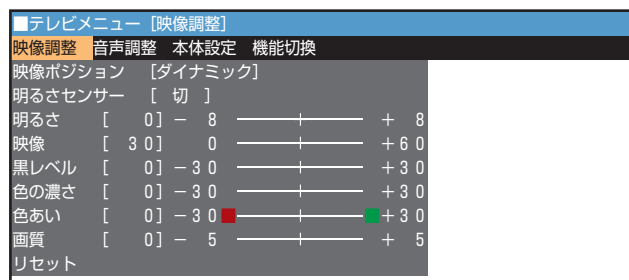 ■テレビメニュー [映像調整]
映像調整 音声調整 本体設定 機能切換
映像ポジション [ダイナミック]
明るさセンサー [ 切 ]
明るさ [ 0] － 8 ＋ 8
映像 [ 30] 0 ＋60
黒レベル [ 0] －30 ＋30
色の濃さ [ 0] －30 ＋30
色あい [ 0] －30 ＋30
画質 [ 0] － 5 ＋ 5
リセット